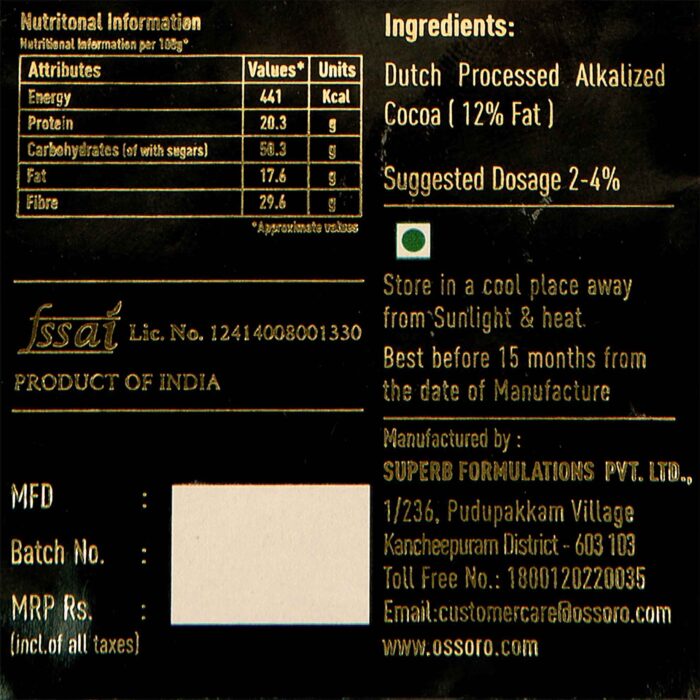 Nutritonal Information
Nutritional Information per 100g*
Attributes Values* Units
Energy 441 Kcal
Protein 20.3 g
Carbohydrates (of with sugars) 50.3 g
Fat 17.6 g
Fibre 29.6 g
*Approximate values
fssai Lic. No. 12414008001330
PRODUCT OF INDIA
MFD :
Batch No. :
MRP Rs. :
(incl.of all taxes)
Ingredients:
Dutch Processed Alkalized
Cocoa ( 12% Fat )
Suggested Dosage 2-4%
Store in a cool place away
from Sunlight & heat.
Best before 15 months from
the date of Manufacture
Manufactured by :
SUPERB FORMULATIONS PVT. LTD.,
1/236, Pudupakkam Village
Kancheepuram District - 603 103
Toll Free No.: 1800120220035
Email:customercare@ossoro.com
www.ossoro.com